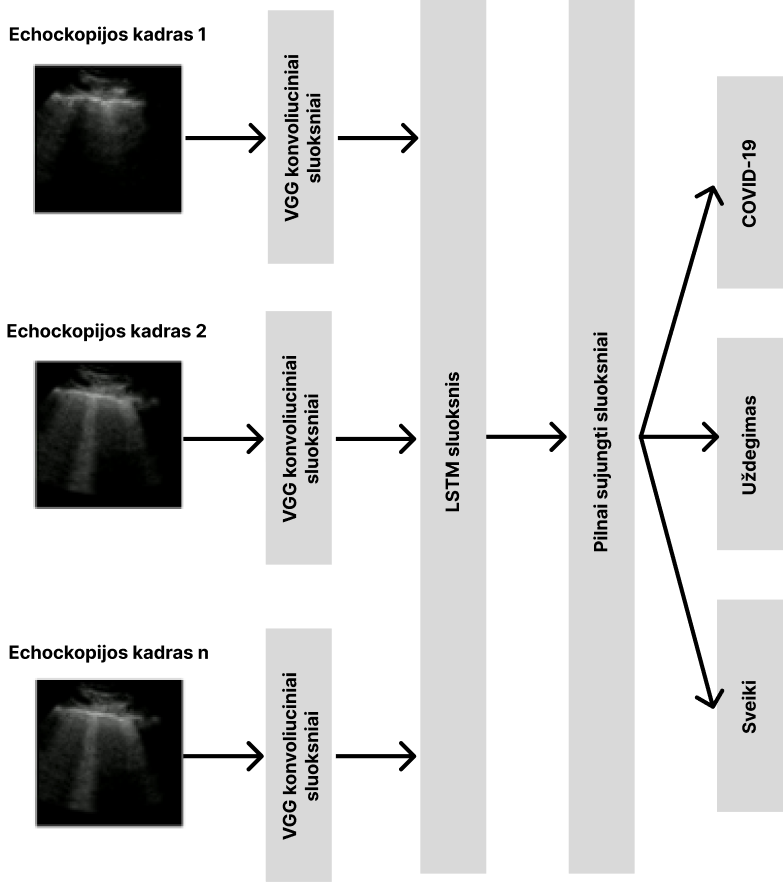 Echockopijos kadras 1
VGG konvoliuciniai
sluoksniai
Echockopijos kadras 2
VGG konvoliuciniai
sluoksniai
Echockopijos kadras n
VGG konvoliuciniai
sluoksniai
LSTM sluoksnis
Pilnai sujungti sluoksniai
COVID-19
Uždegimas
Sveiki